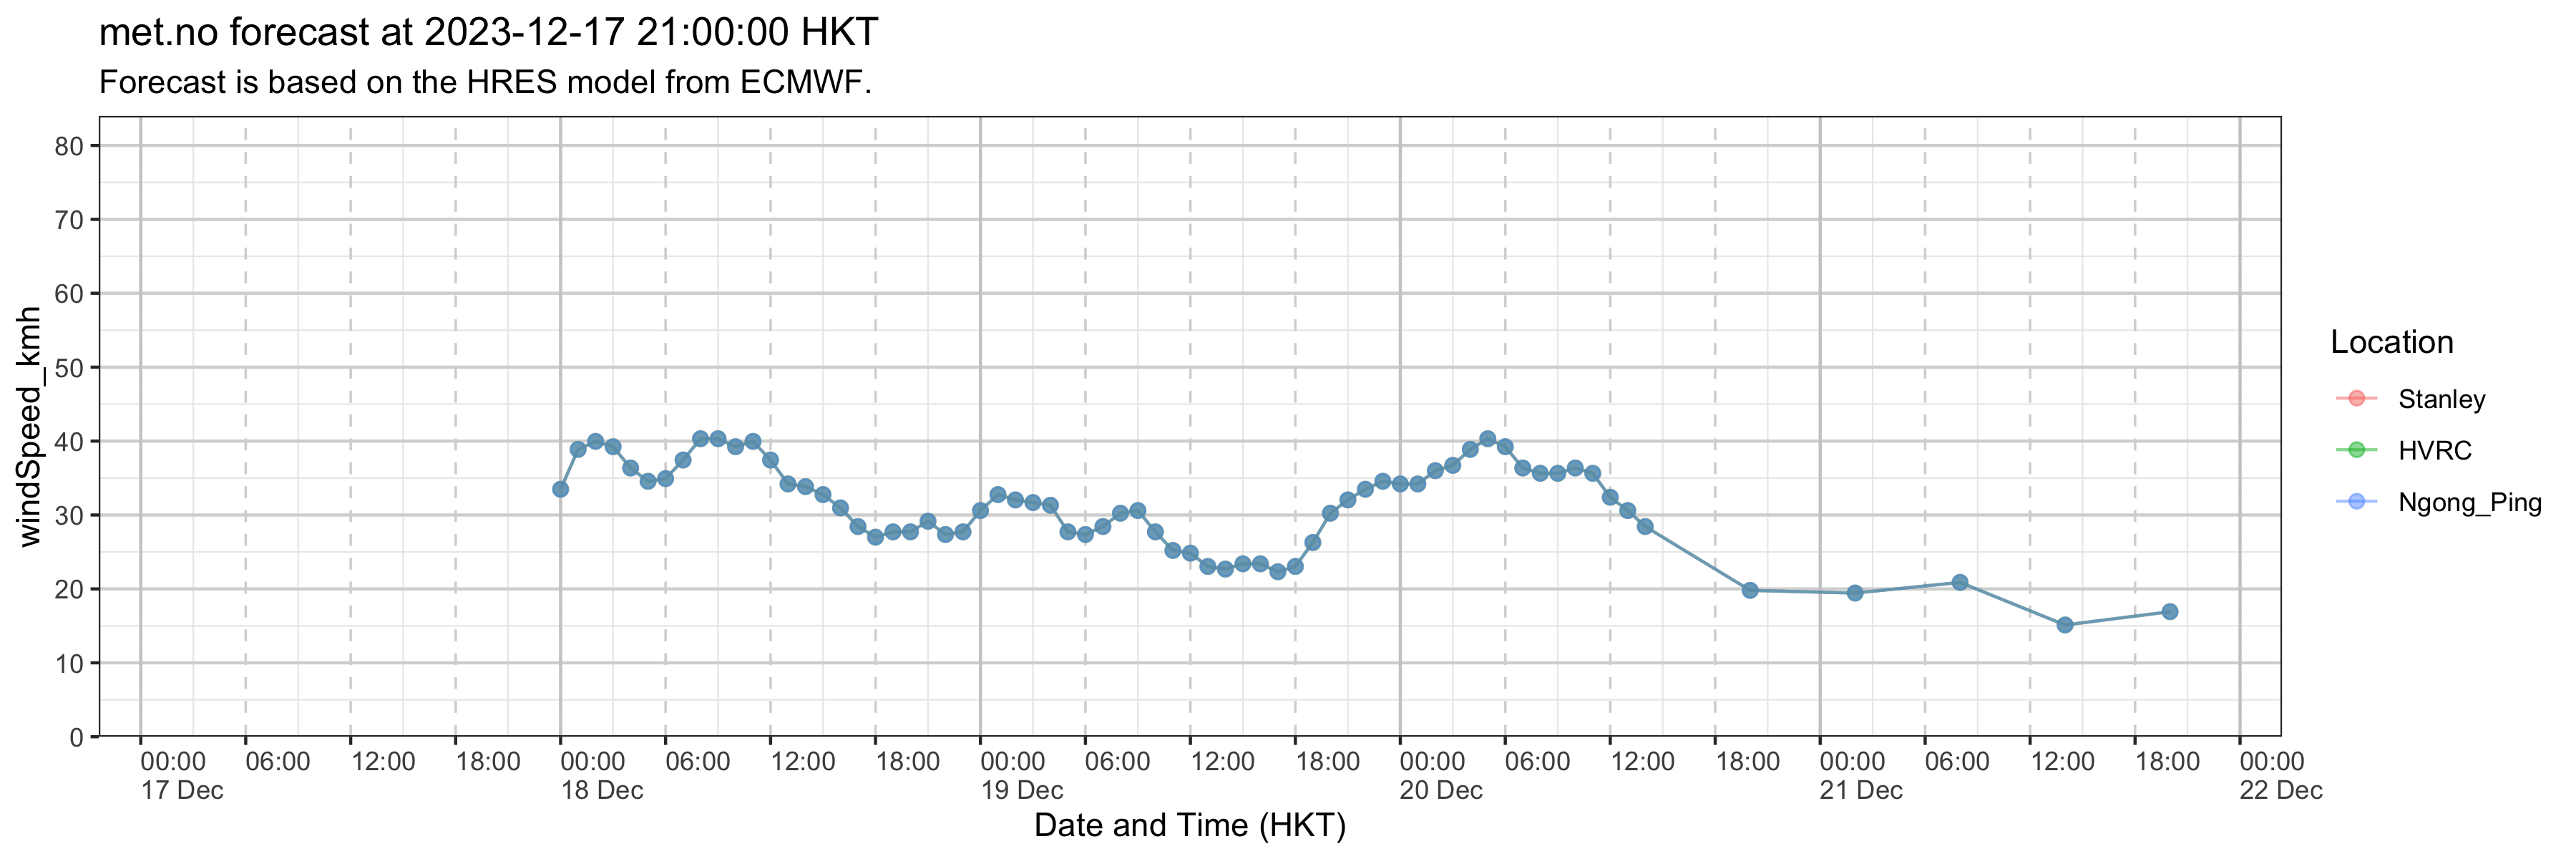 met.no forecast at 2023-12-17 21:00:00 HKT
Forecast is based on the HRES model from ECMWF.
80
70
60
50
40
30
20
10
0
windSpeed_kmh
00:00 06:00 12:00 18:00 00:00 06:00 12:00 18:00 00:00 06:00 12:00 18:00 00:00 06:00 12:00 18:00 00:00 06:00 12:00 18:00 00:00
17 Dec 18 Dec 19 Dec 20 Dec 21 Dec 22 Dec
Date and Time (HKT)
Location
Stanley
HVRC
Ngong_Ping